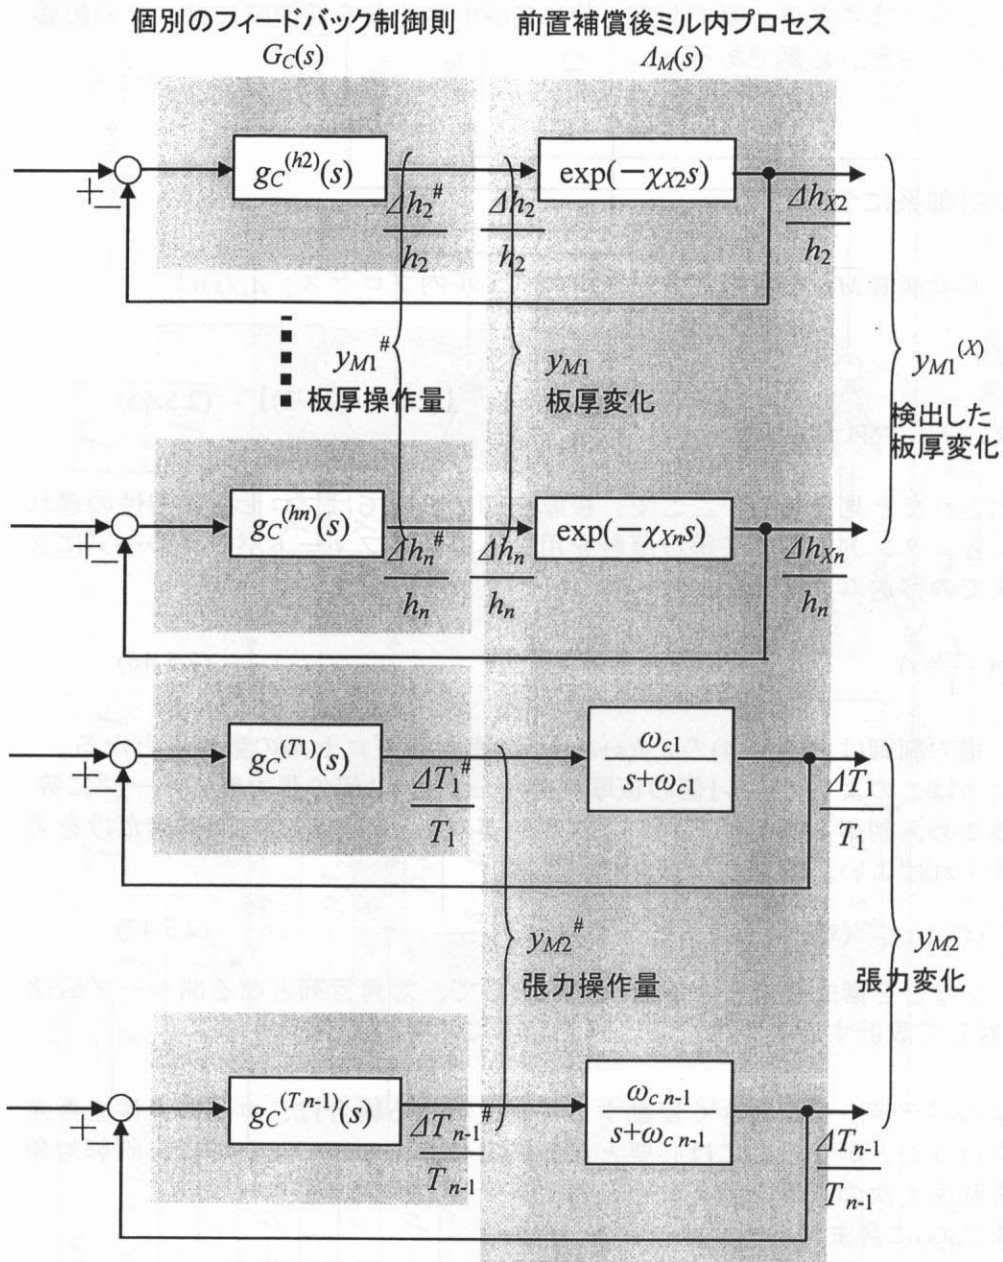 個別のフィードバック制御則
G_C(s)
前置補償後ミル内プロセス
Λ_M(s)
+
−
g_C^(h2)(s)
Δh_2^#
h_2
Δh_2
h_2
exp(−χ_X2 s)
Δh_X2
h_2
y_M1^#
板厚操作量
y_M1
板厚変化
y_M1^(X)
検出した
板厚変化
+
−
g_C^(hn)(s)
Δh_n^#
h_n
Δh_n
h_n
exp(−χ_Xn s)
Δh_Xn
h_n
+
g_C^(T1)(s)
ΔT_1^#
T_1
ω_c1
s+ω_c1
ΔT_1
T_1
y_M2^#
張力操作量
y_M2
張力変化
+
g_C^(T n-1)(s)
ΔT_n-1^#
T_n-1
ω_c n-1
s+ω_c n-1
ΔT_n-1
T_n-1